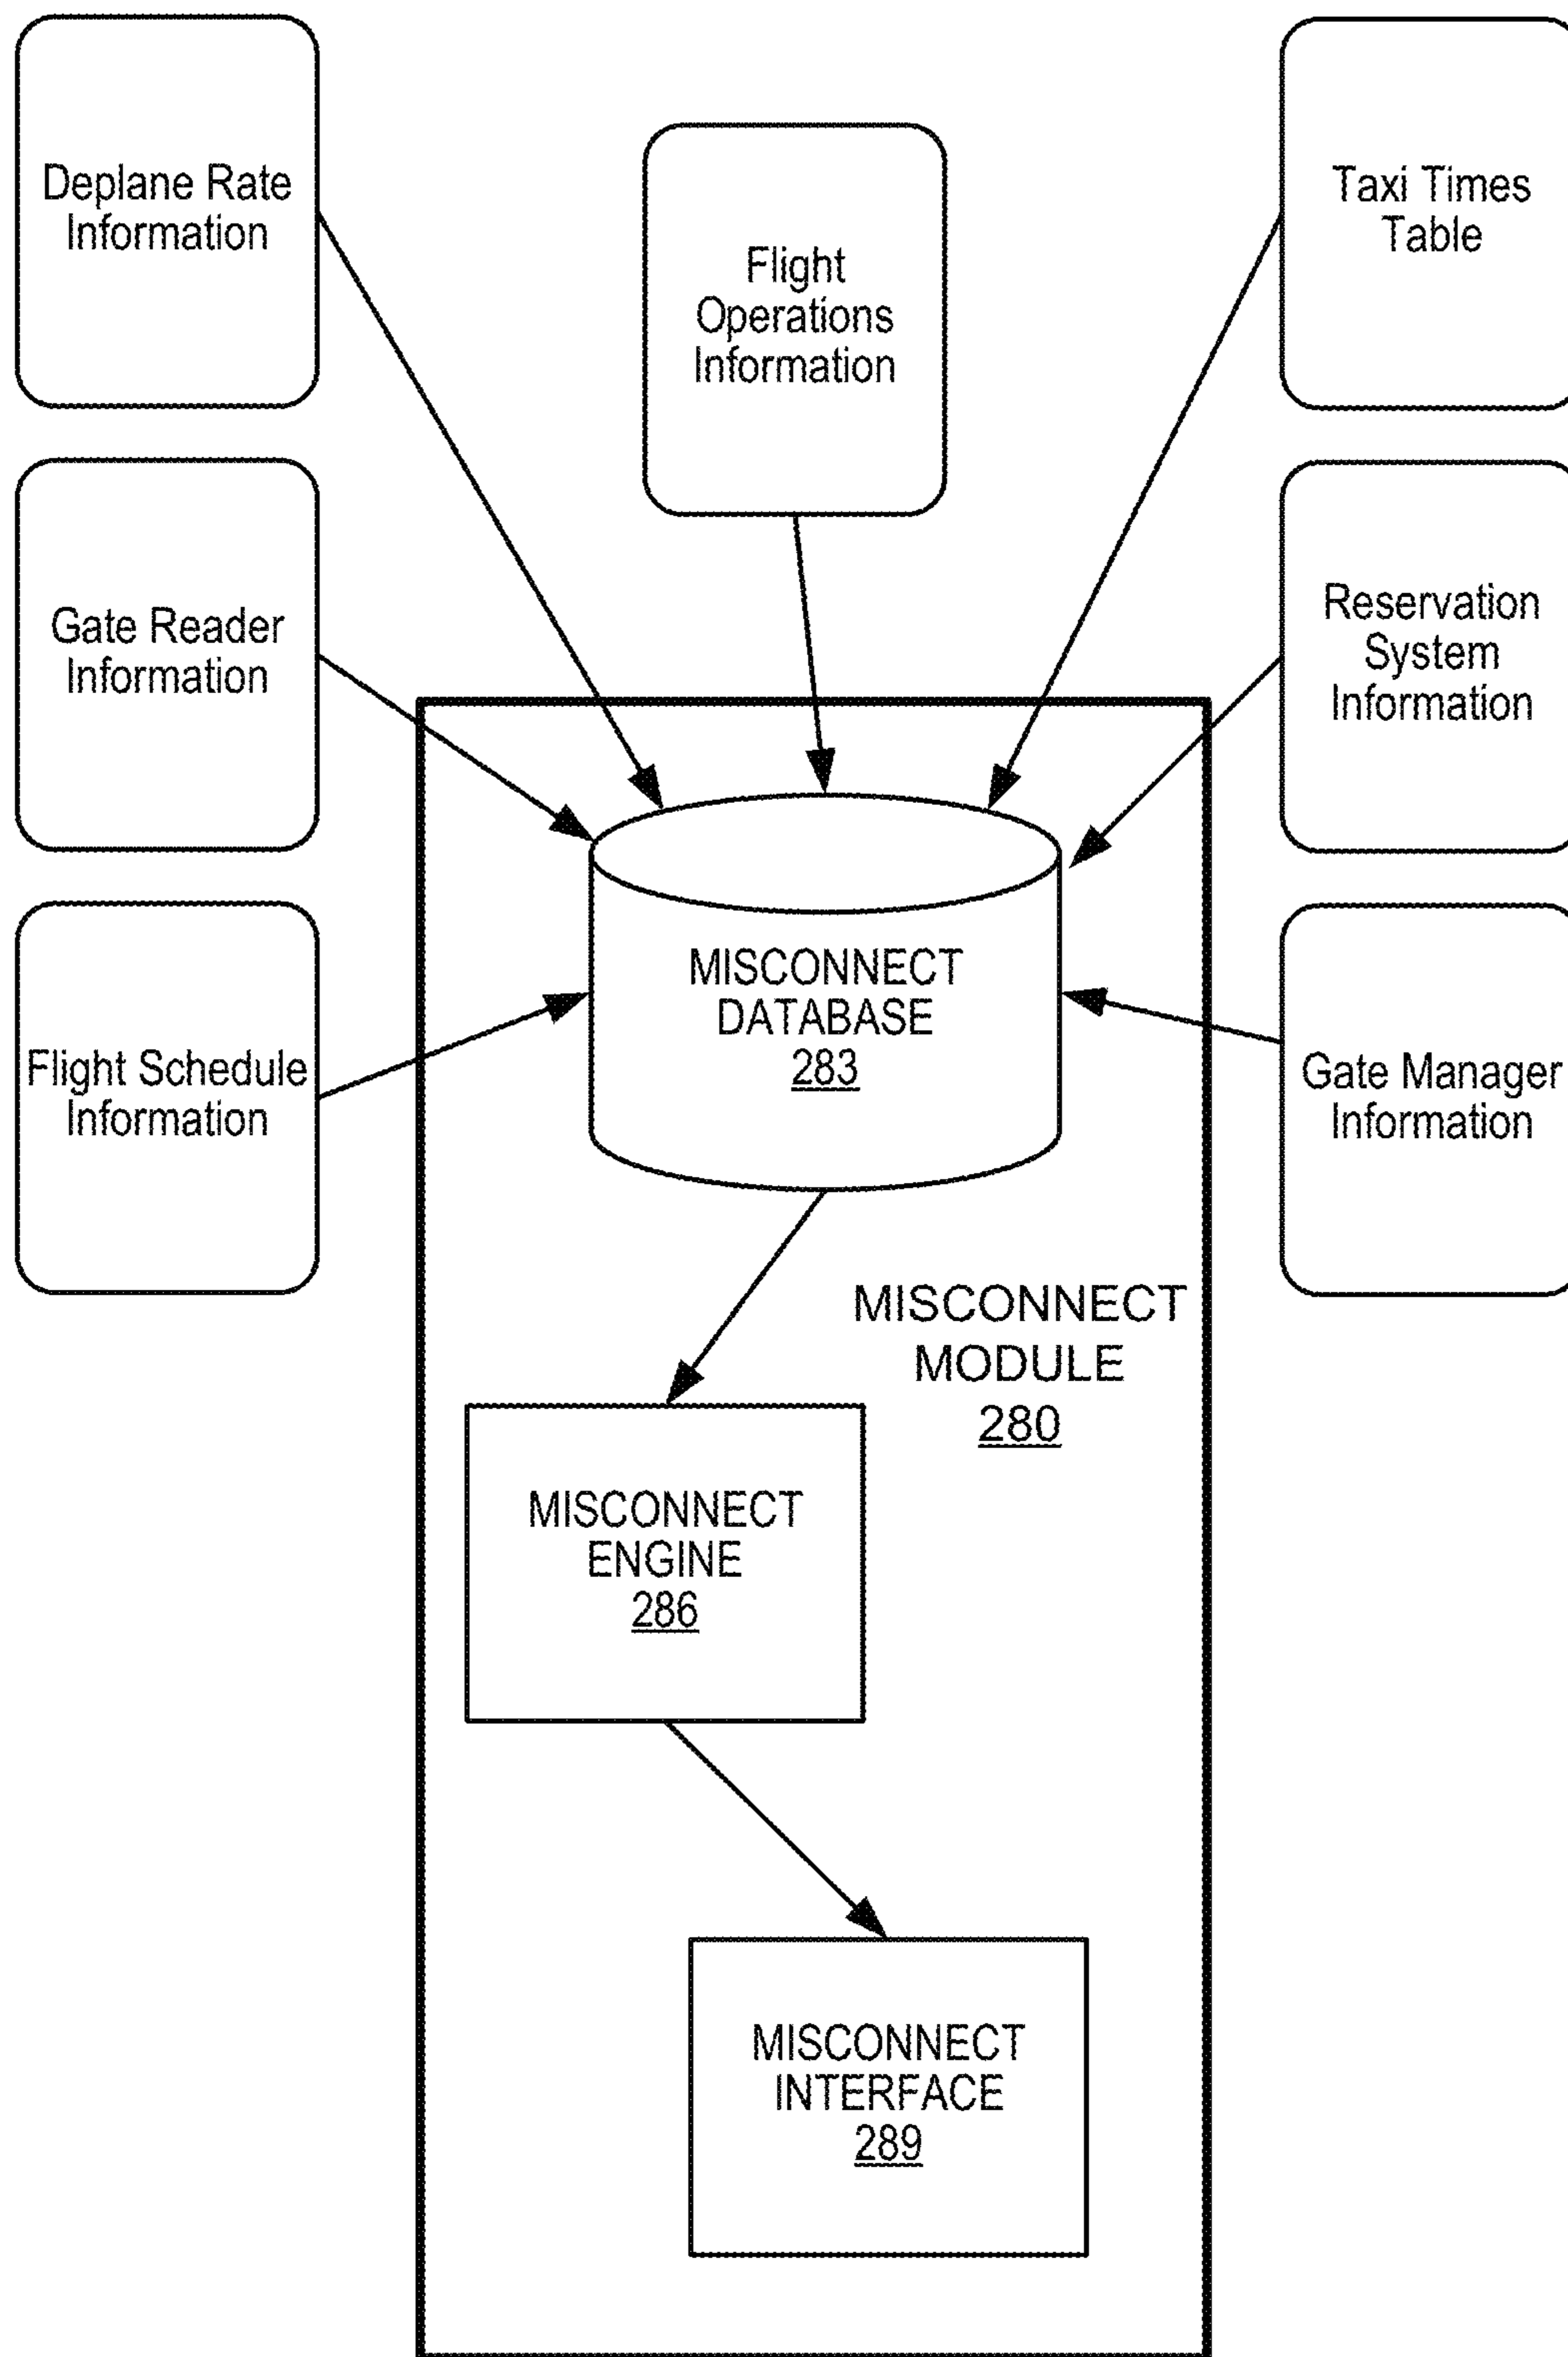 Deplane Rate
Information
Flight
Operations
Information
Taxi Times
Table
Gate Reader
Information
Reservation
System
Information
Flight Schedule
Information
MISCONNECT
DATABASE
283
Gate Manager
Information
MISCONNECT
MODULE
280
MISCONNECT
ENGINE
286
MISCONNECT
INTERFACE
289